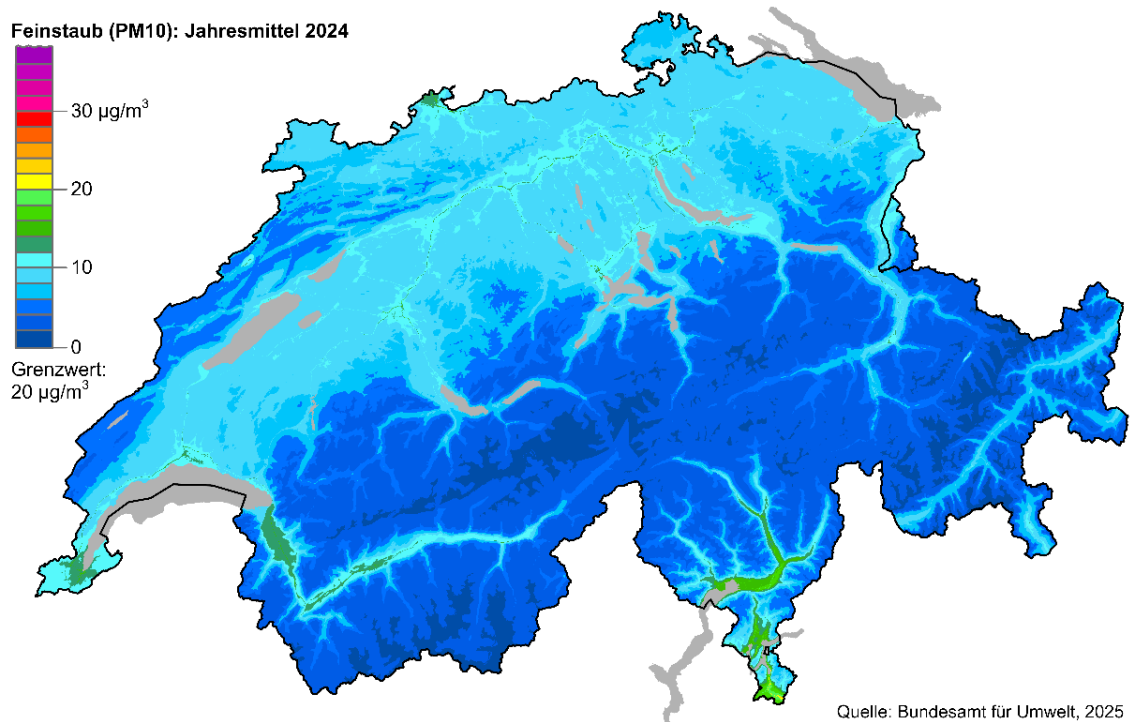 Feinstaub (PM10): Jahresmittel 2024
30 µg/m³
20
10
0
Grenzwert:
20 µg/m³
Quelle: Bundesamt für Umwelt, 2025